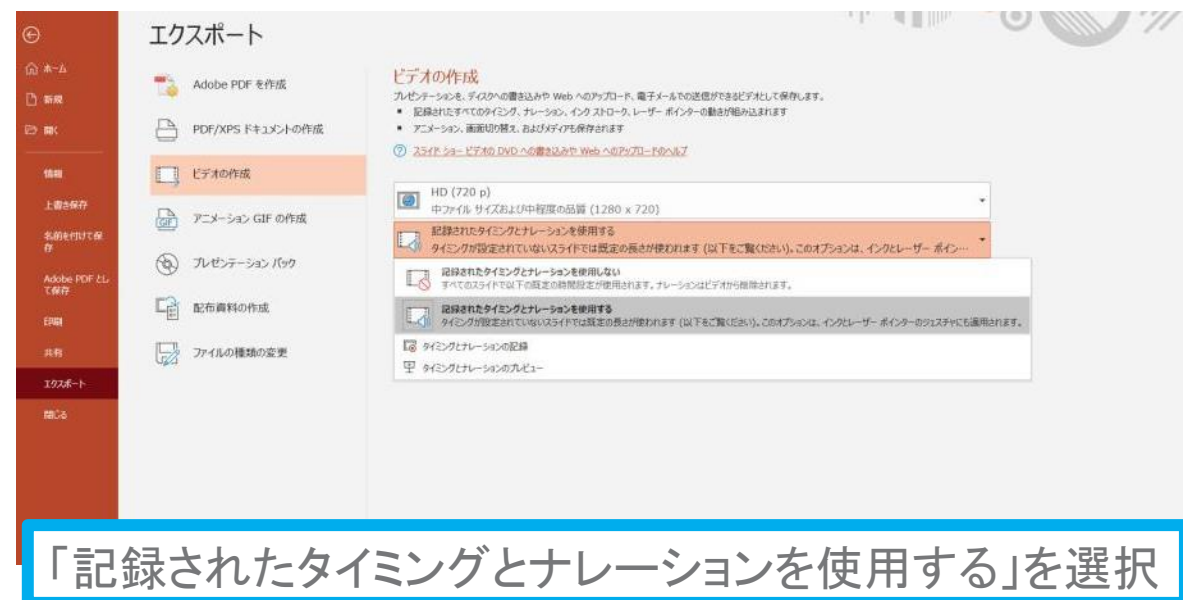 エクスポート
ホーム
新規
開く
情報
上書き保存
名前を付けて保
存
Adobe PDF とし
て保存
印刷
共有
エクスポート
閉じる
Adobe PDF を作成
PDF/XPS ドキュメントの作成
ビデオの作成
アニメーション GIF の作成
プレゼンテーション パック
配布資料の作成
ファイルの種類の変更
ビデオの作成
プレゼンテーションを、ディスクへの書き込みや Web へのアップロード、電子メールでの送信ができるビデオとして保存します。
▪ 記録されたすべてのタイミング、ナレーション、インク ストローク、レーザー ポインターの動きが組み込まれます
▪ アニメーション、画面切り替え、およびメディアも保存されます
スライド ショー ビデオの DVD への書き込みや Web へのアップロードのヘルプ
HD (720 p)
中ファイル サイズおよび中程度の品質 (1280 x 720)
記録されたタイミングとナレーションを使用する
タイミングが設定されていないスライドでは既定の長さが使われます (以下をご覧ください)。このオプションは、インクとレーザー ポイン…
記録されたタイミングとナレーションを使用しない
すべてのスライドで以下の既定の時間設定が使用されます。ナレーションはビデオから削除されます。
記録されたタイミングとナレーションを使用する
タイミングが設定されていないスライドでは既定の長さが使われます (以下をご覧ください)。このオプションは、インクとレーザー ポインターのジェスチャにも適用されます。
タイミングとナレーションの記録
タイミングとナレーションのプレビュー
「記録されたタイミングとナレーションを使用する」を選択